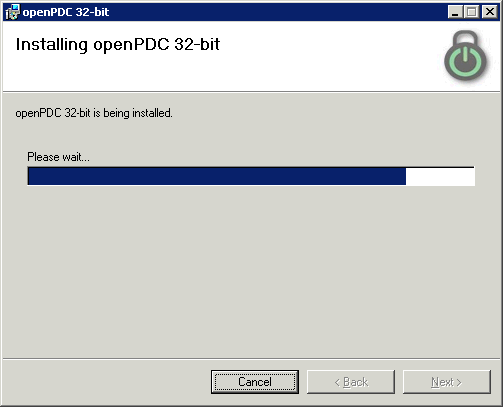 openPDC 32-bit
Installing openPDC 32-bit
openPDC 32-bit is being installed.
Please wait...
Cancel
< Back
Next >